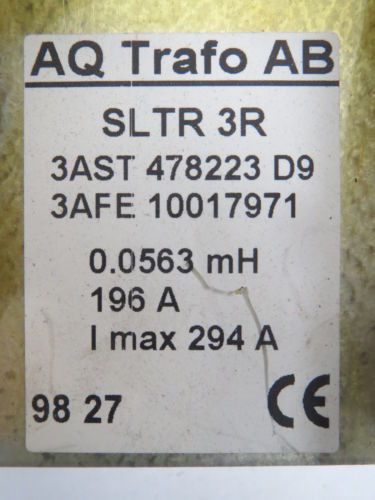 AQ Trafo AB
SLTR 3R
3AST 478223 D9
3AFE 10017971
0.0563 mH
196 A
I max 294 A
98 27 CE